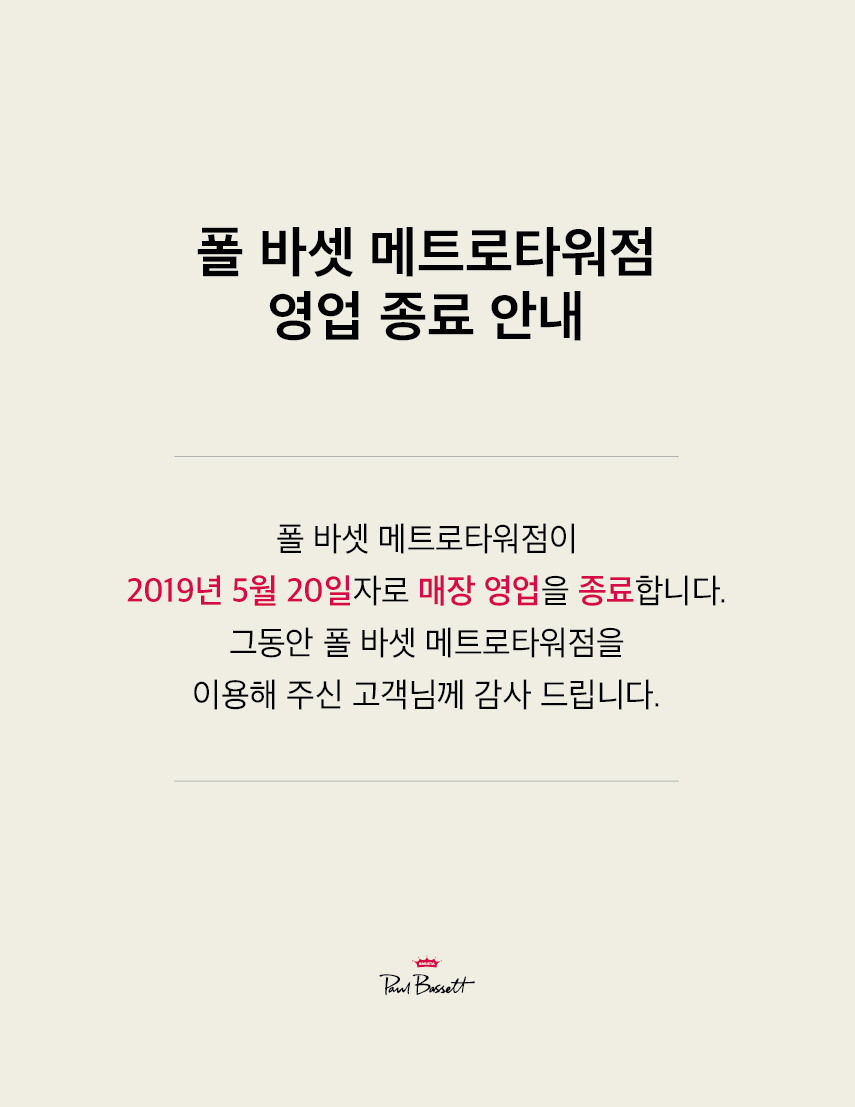 폴 바셋 메트로타워점
영업 종료 안내
폴 바셋 메트로타워점이
2019년 5월 20일자로 매장 영업을 종료합니다.
그동안 폴 바셋 메트로타워점을
이용해 주신 고객님께 감사 드립니다.
BARISTA
Paul Bassett